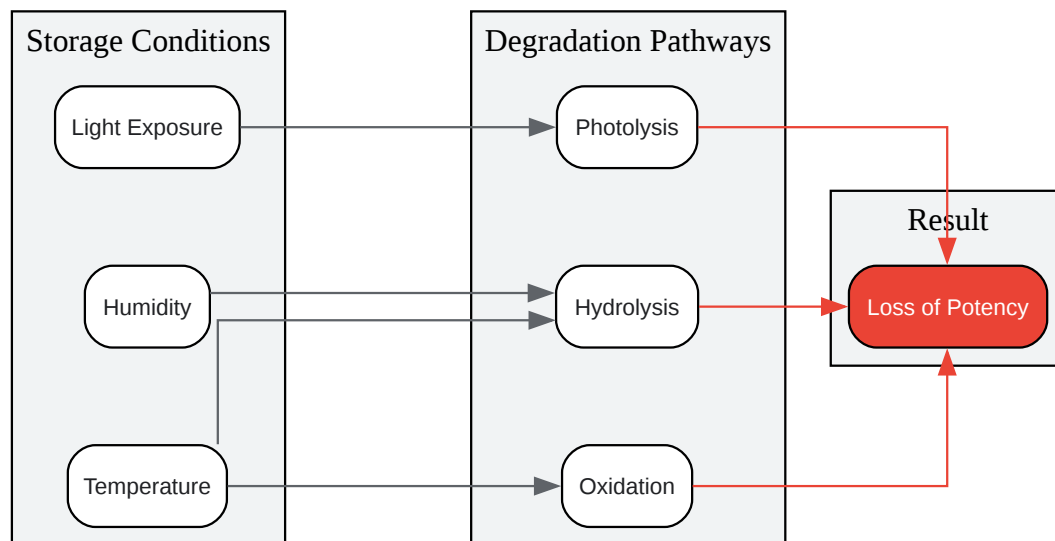 Storage Conditions
Degradation Pathways
Light Exposure
Photolysis
Result
Humidity
Hydrolysis
Loss of Potency
Temperature
Oxidation